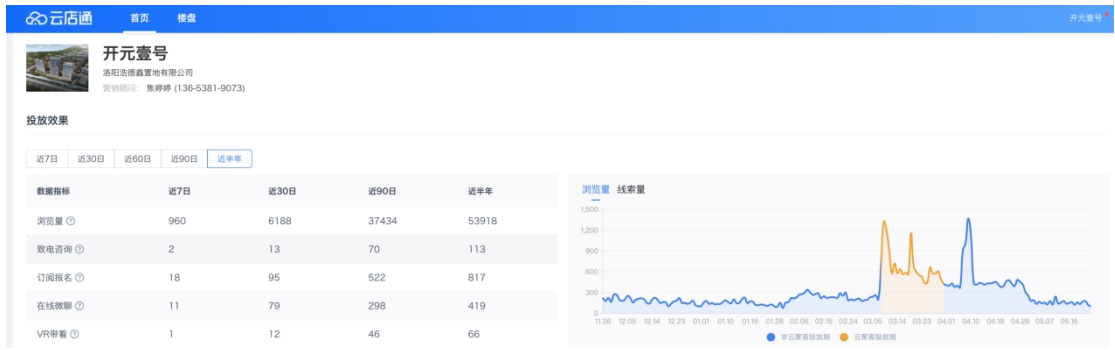 云店通 首页 楼盘 开元壹号
开元壹号
洛阳浩德鑫置地有限公司
营销顾问: 焦婷婷 (136-5381-9073)
投放效果
近7日 近30日 近60日 近90日 近半年
数据指标 近7日 近30日 近90日 近半年
浏览量 960 6188 37434 53918
致电咨询 2 13 70 113
订阅报名 18 95 522 817
在线微聊 11 79 298 419
VR带看 1 12 46 66
浏览量 线索量
1,500
1,200
900
600
300
0
11.26 12.05 12.14 12.23 01.01 01.10 01.19 01.28 02.06 02.15 02.24 03.05 03.14 03.23 04.01 04.10 04.19 04.28 05.07 05.16
非云聚客投放期 云聚客投放期